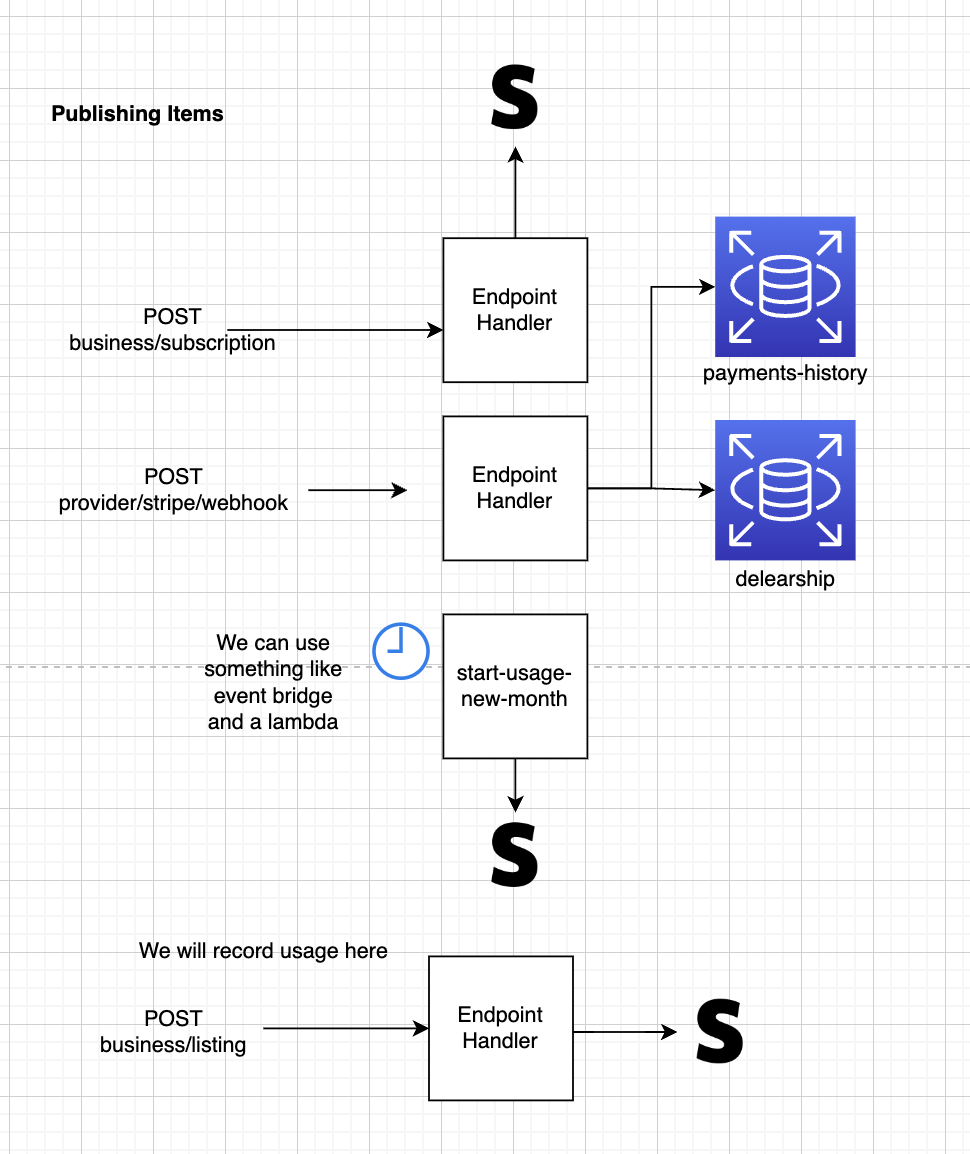 S
Publishing Items
POST
business/subscription
Endpoint
Handler
payments-history
POST
provider/stripe/webhook
Endpoint
Handler
delearship
We can use
something like
event bridge
and a lambda
start-usage-
new-month
S
We will record usage here
POST
business/listing
Endpoint
Handler
S